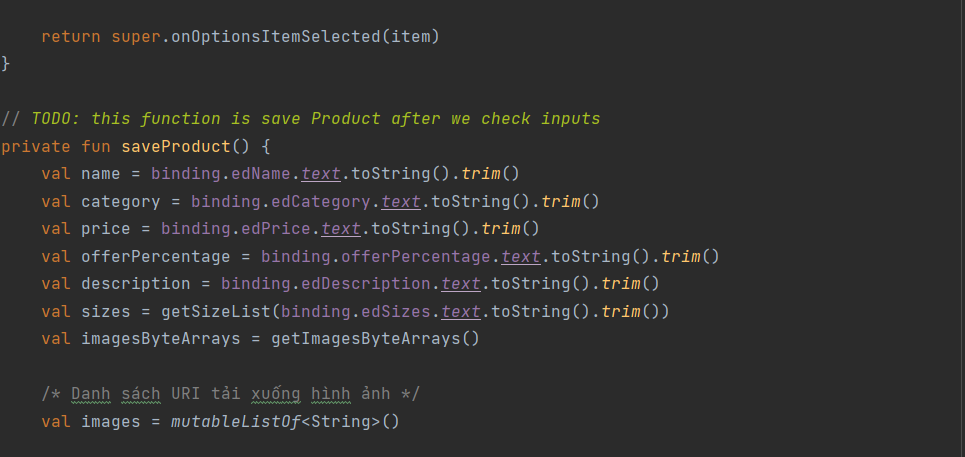 return super.onOptionsItemSelected(item)
}
// TODO: this function is save Product after we check inputs
private fun saveProduct() {
val name = binding.edName.text.toString().trim()
val category = binding.edCategory.text.toString().trim()
val price = binding.edPrice.text.toString().trim()
val offerPercentage = binding.offerPercentage.text.toString().trim()
val description = binding.edDescription.text.toString().trim()
val sizes = getSizeList(binding.edSizes.text.toString().trim())
val imagesByteArrays = getImagesByteArrays()
/* Danh sách URI tải xuống hình ảnh */
val images = mutableListOf<String>()